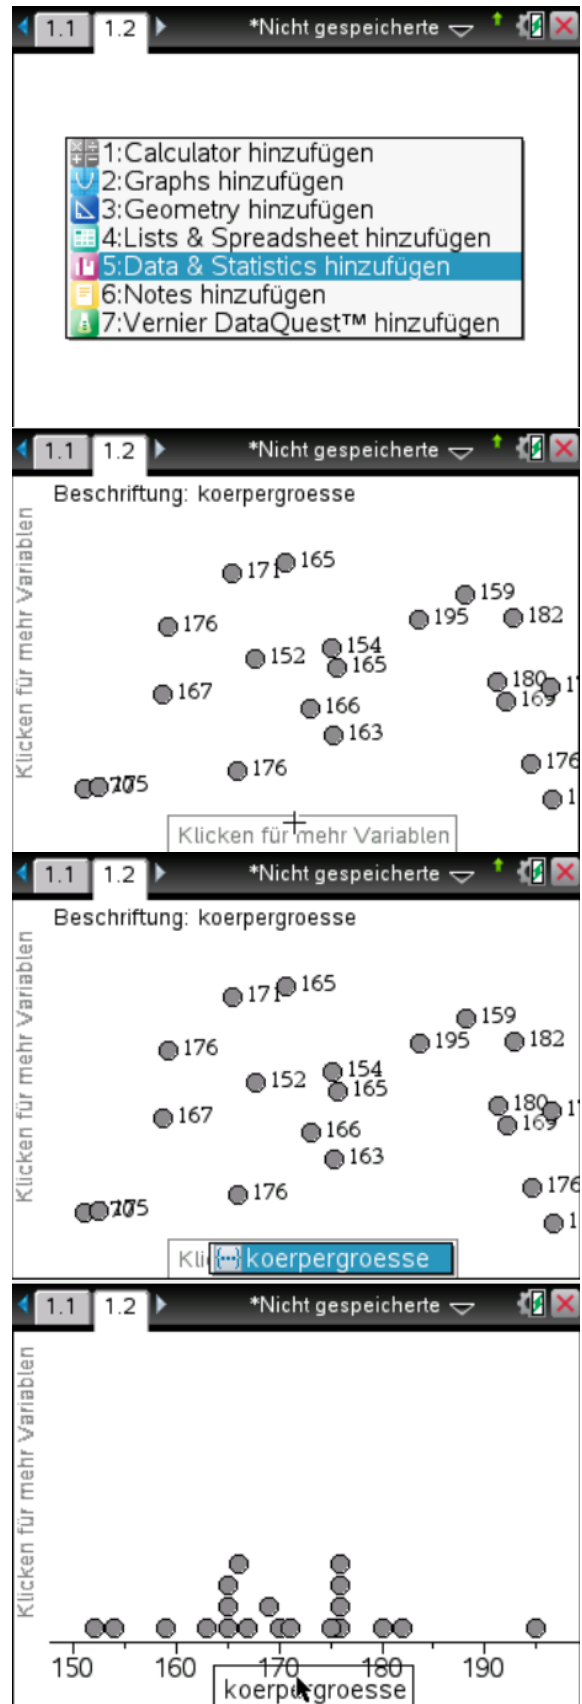 1.1 1.2 *Nicht gespeicherte
1:Calculator hinzufügen
2:Graphs hinzufügen
3:Geometry hinzufügen
4:Lists & Spreadsheet hinzufügen
5:Data & Statistics hinzufügen
6:Notes hinzufügen
7:Vernier DataQuest™ hinzufügen
1.1 1.2 *Nicht gespeicherte
Beschriftung: koerpergroesse
Klicken für mehr Variablen
171 165
159
176 195 182
152 154
165
167 180
169
166
163
176 176
175
Klicken für mehr Variablen
1.1 1.2 *Nicht gespeicherte
Beschriftung: koerpergroesse
Klicken für mehr Variablen
171 165
159
176 195 182
152 154
165
167 180
169
166
163
176 176
175
koerpergroesse
1.1 1.2 *Nicht gespeicherte
Klicken für mehr Variablen
150 160 170 180 190
koerpergroesse